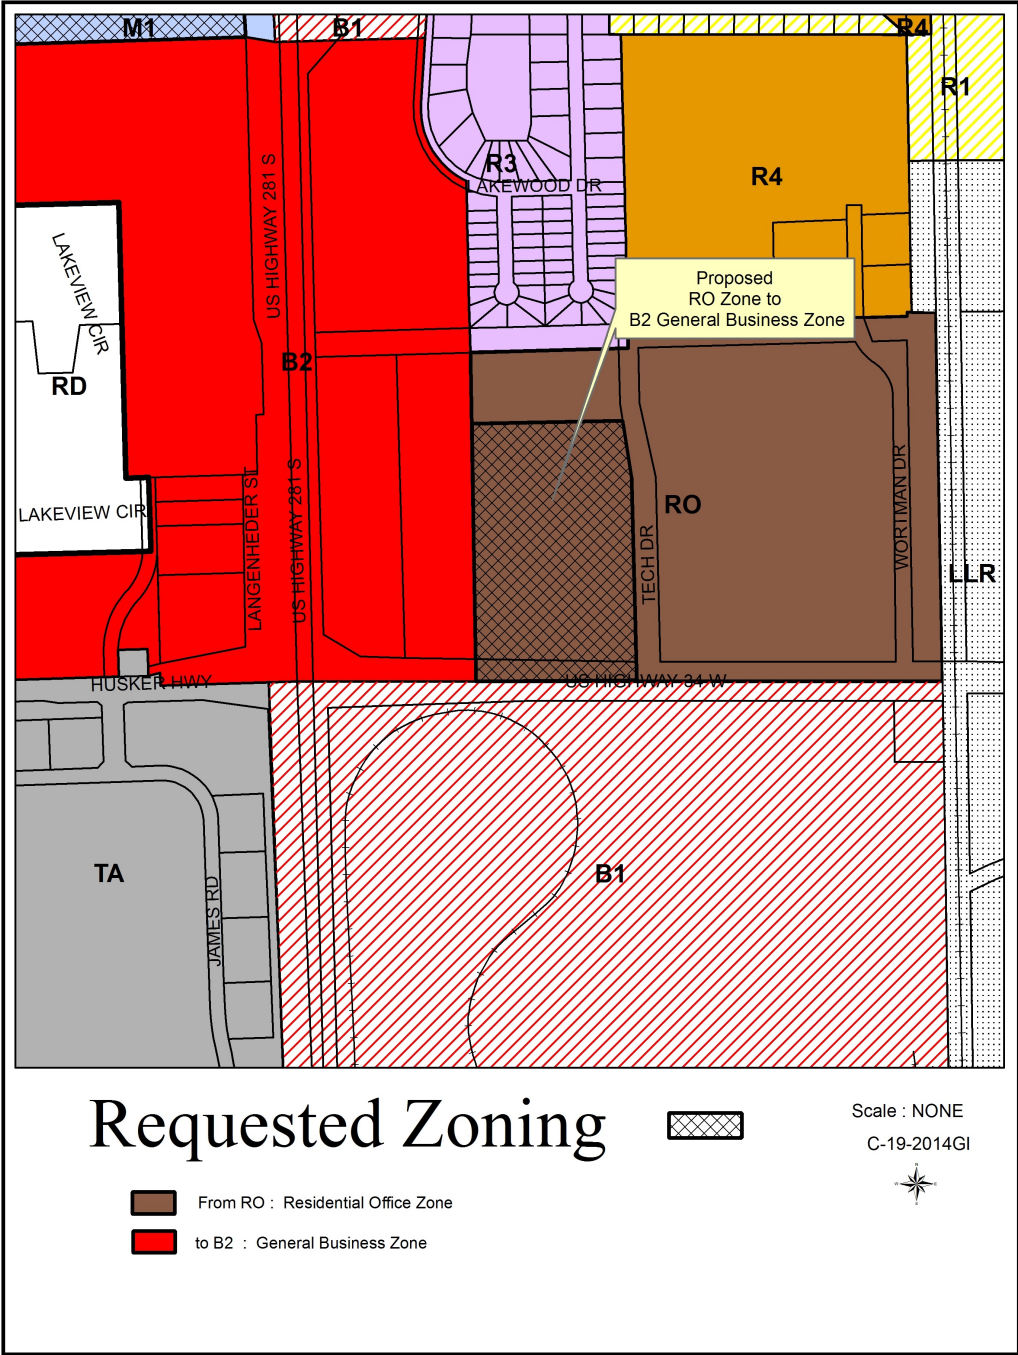 M1
B1
R4
R1
R3
LAKEWOOD DR
R4
US HIGHWAY 281 S
LAKEVIEW CIR
Proposed
RO Zone to
B2 General Business Zone
B2
RD
LAKEVIEW CIR
LANGENHEDER ST
US HIGHWAY 281 S
RO
TECH DR
WORTMAN DR
LLR
HUSKER HWY
US HIGHWAY 34 W
TA
JAMES RD
B1
Requested Zoning
Scale : NONE
C-19-2014GI
N
W
E
S
From RO : Residential Office Zone
to B2 : General Business Zone